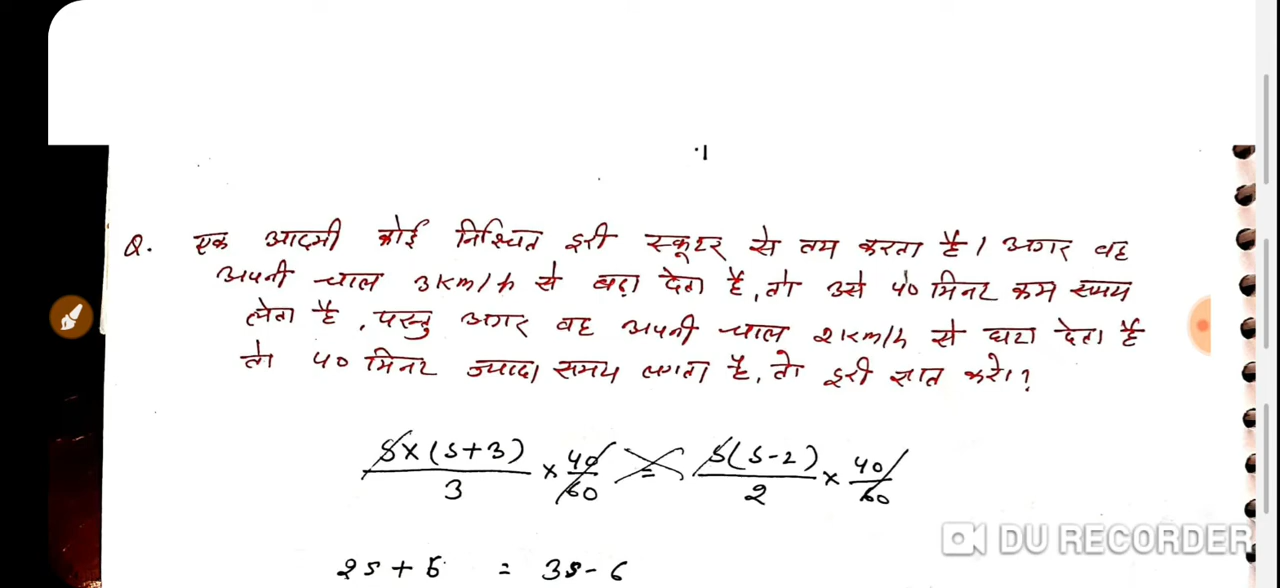 Q. एक आदमी कोई निश्चित दूरी स्कूटर से तय करता है। अगर वह
अपनी चाल 3km/h से बढ़ा देता है, तो उसे 40 मिनट कम समय
लेता है, परन्तु अगर वह अपनी चाल 2km/h से घटा देता है
तो 40 मिनट ज्यादा समय लगता है, तो दूरी ज्ञात करो?
s×(s+3)/3 × 40/60 = s(s-2)/2 × 40/60
2s + 6 = 3s - 6
DU RECORDER